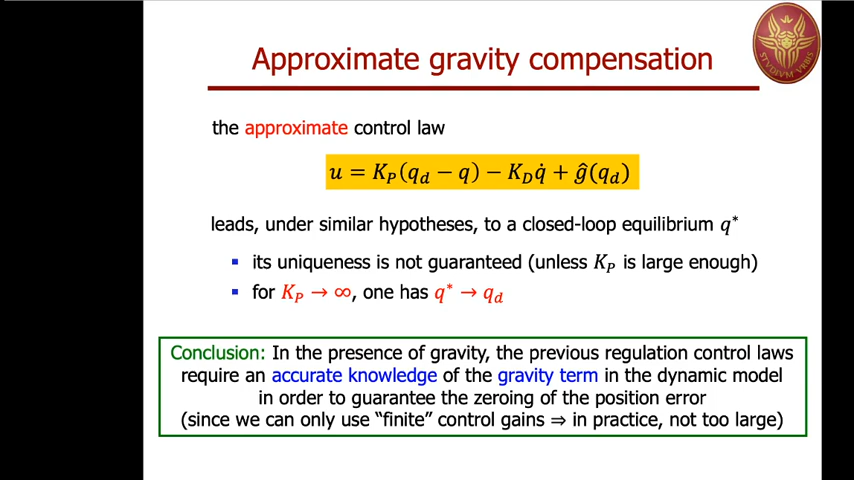 Approximate gravity compensation
STVDIVM VRBIS
the approximate control law
u = K_P(q_d − q) − K_D q̇ + ĝ(q_d)
leads, under similar hypotheses, to a closed-loop equilibrium q*
▪ its uniqueness is not guaranteed (unless K_P is large enough)
▪ for K_P → ∞, one has q* → q_d
Conclusion: In the presence of gravity, the previous regulation control laws
require an accurate knowledge of the gravity term in the dynamic model
in order to guarantee the zeroing of the position error
(since we can only use “finite” control gains ⇒ in practice, not too large)